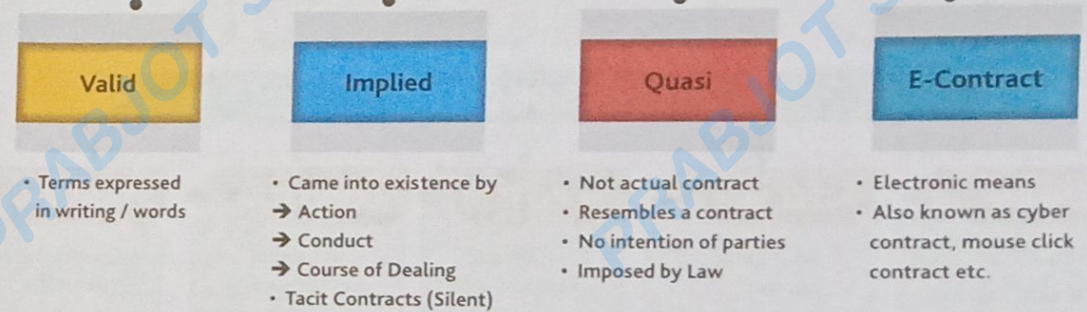 Valid
Implied
Quasi
E-Contract
• Terms expressed
in writing / words
• Came into existence by
→ Action
→ Conduct
→ Course of Dealing
• Tacit Contracts (Silent)
• Not actual contract
• Resembles a contract
• No intention of parties
• Imposed by Law
• Electronic means
• Also known as cyber
contract, mouse click
contract etc.
PRABJOT S
PRABJOT S